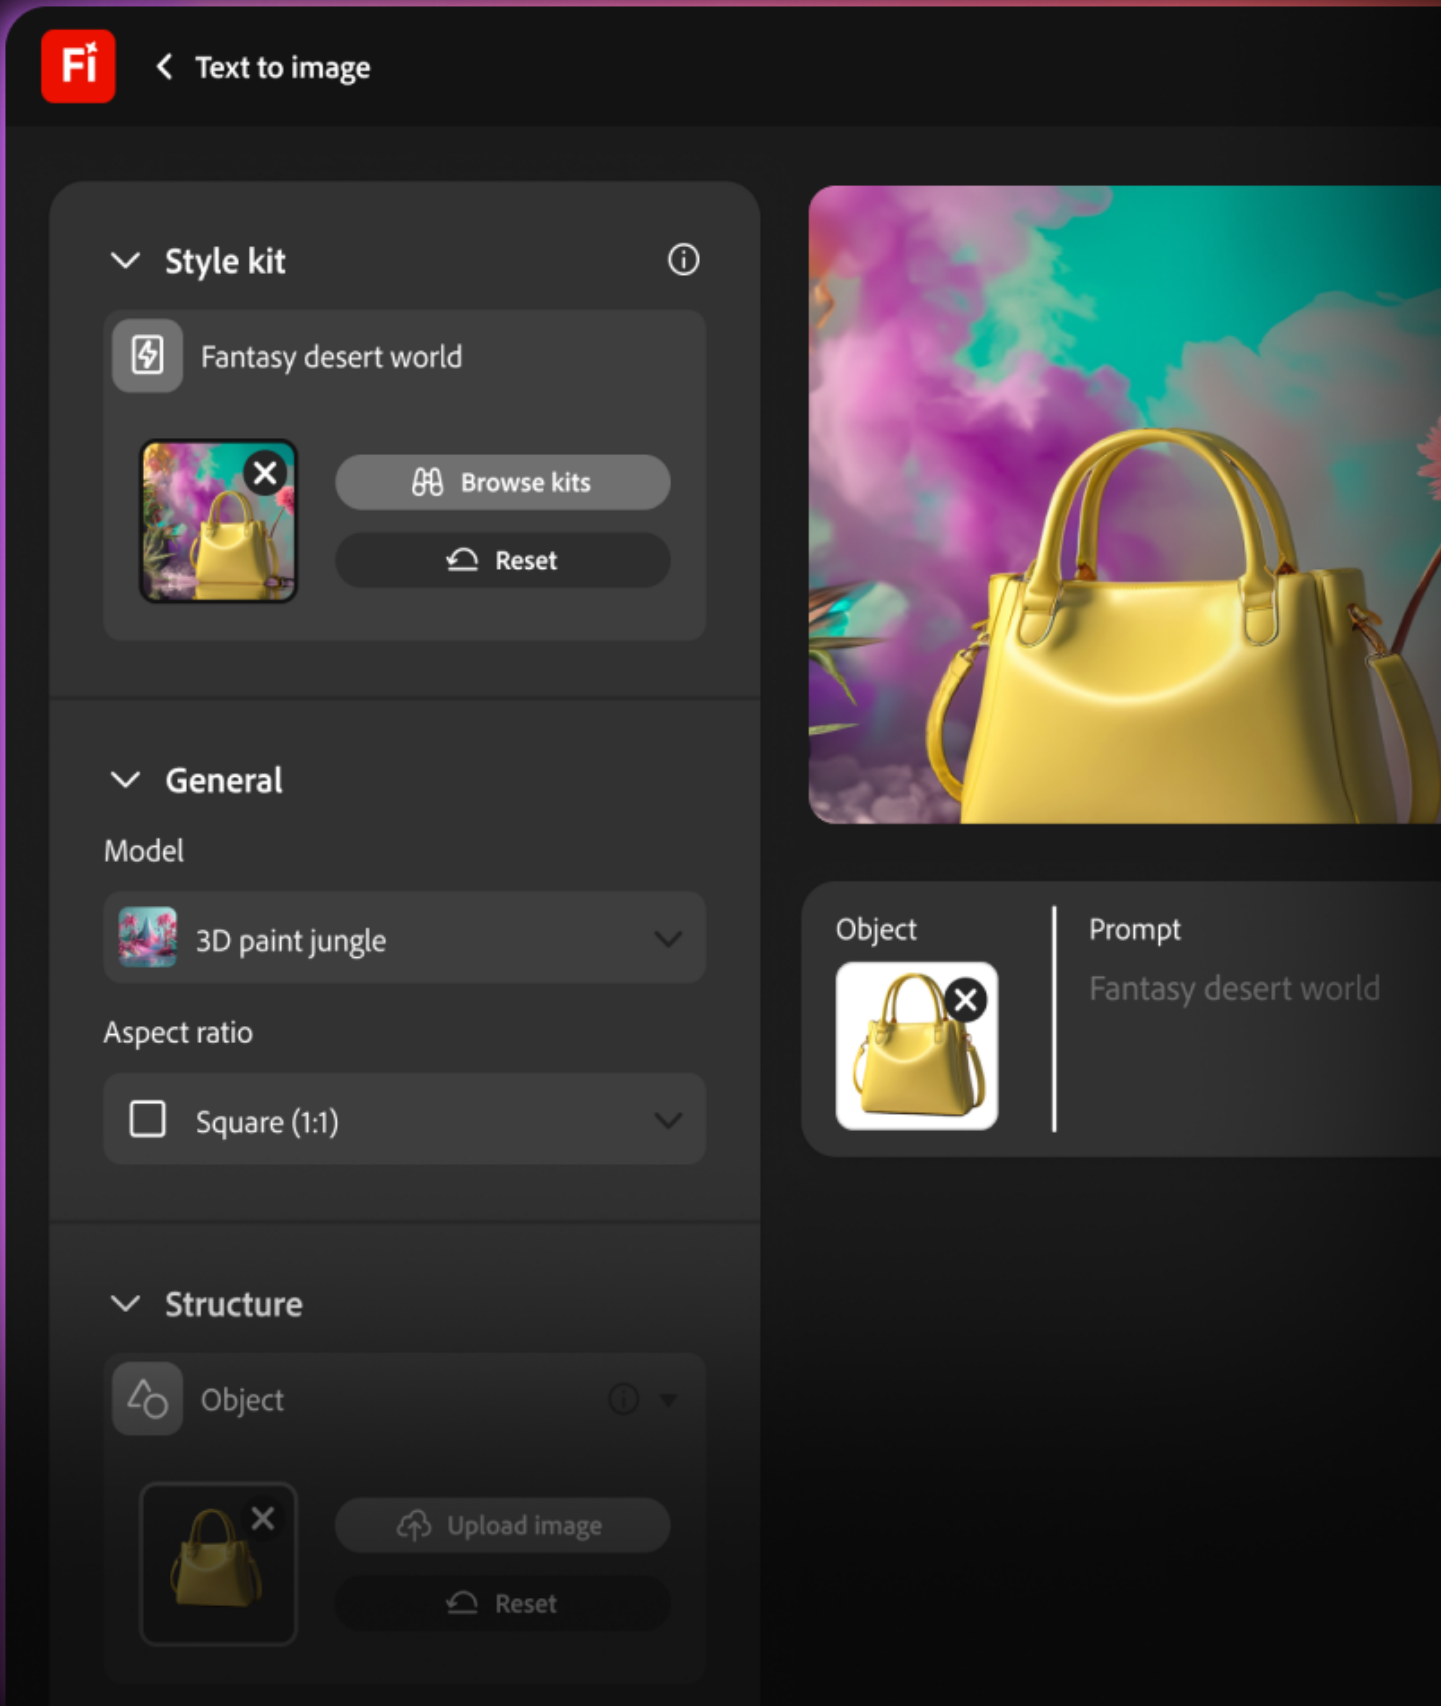 Fi
Text to image
Style kit
Fantasy desert world
Browse kits
Reset
General
Model
3D paint jungle
Aspect ratio
Square (1:1)
Structure
Object
Upload image
Reset
Object
Prompt
Fantasy desert world